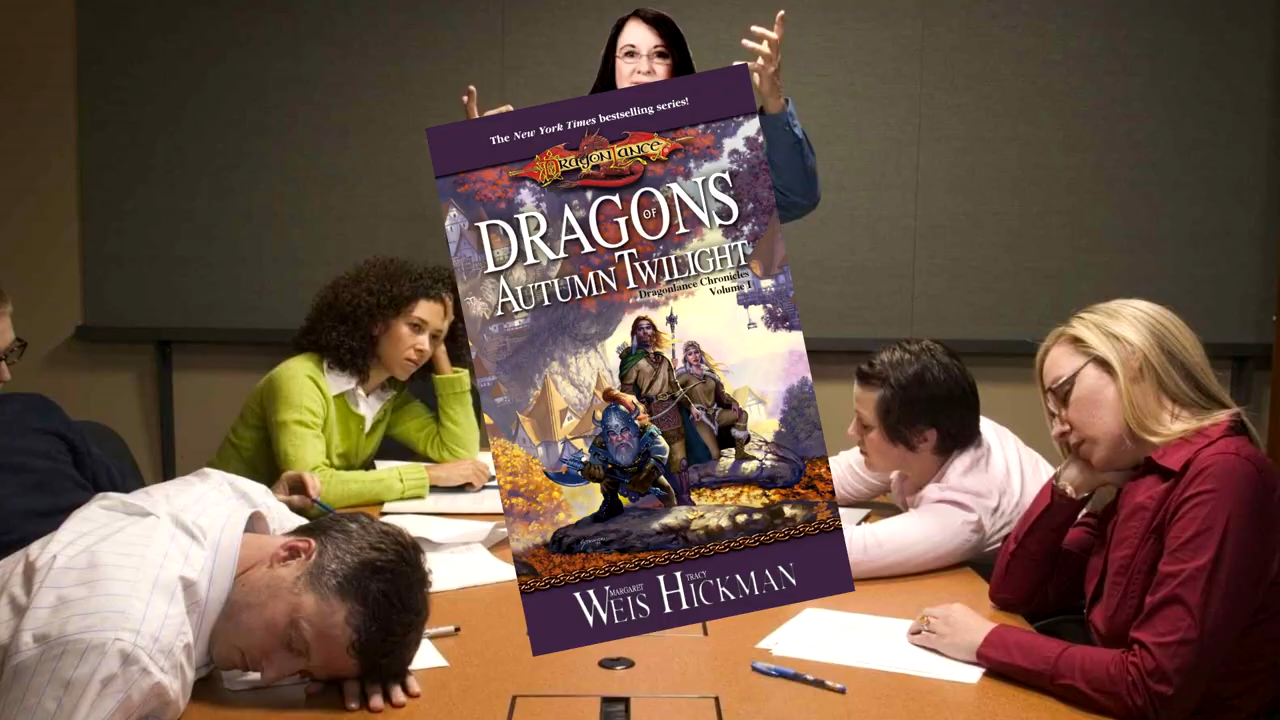 The New York Times bestselling series!
DRAGONLANCE
DRAGONS
OF
AUTUMN TWILIGHT
Dragonlance Chronicles
Volume I
MARGARET WEIS TRACY HICKMAN